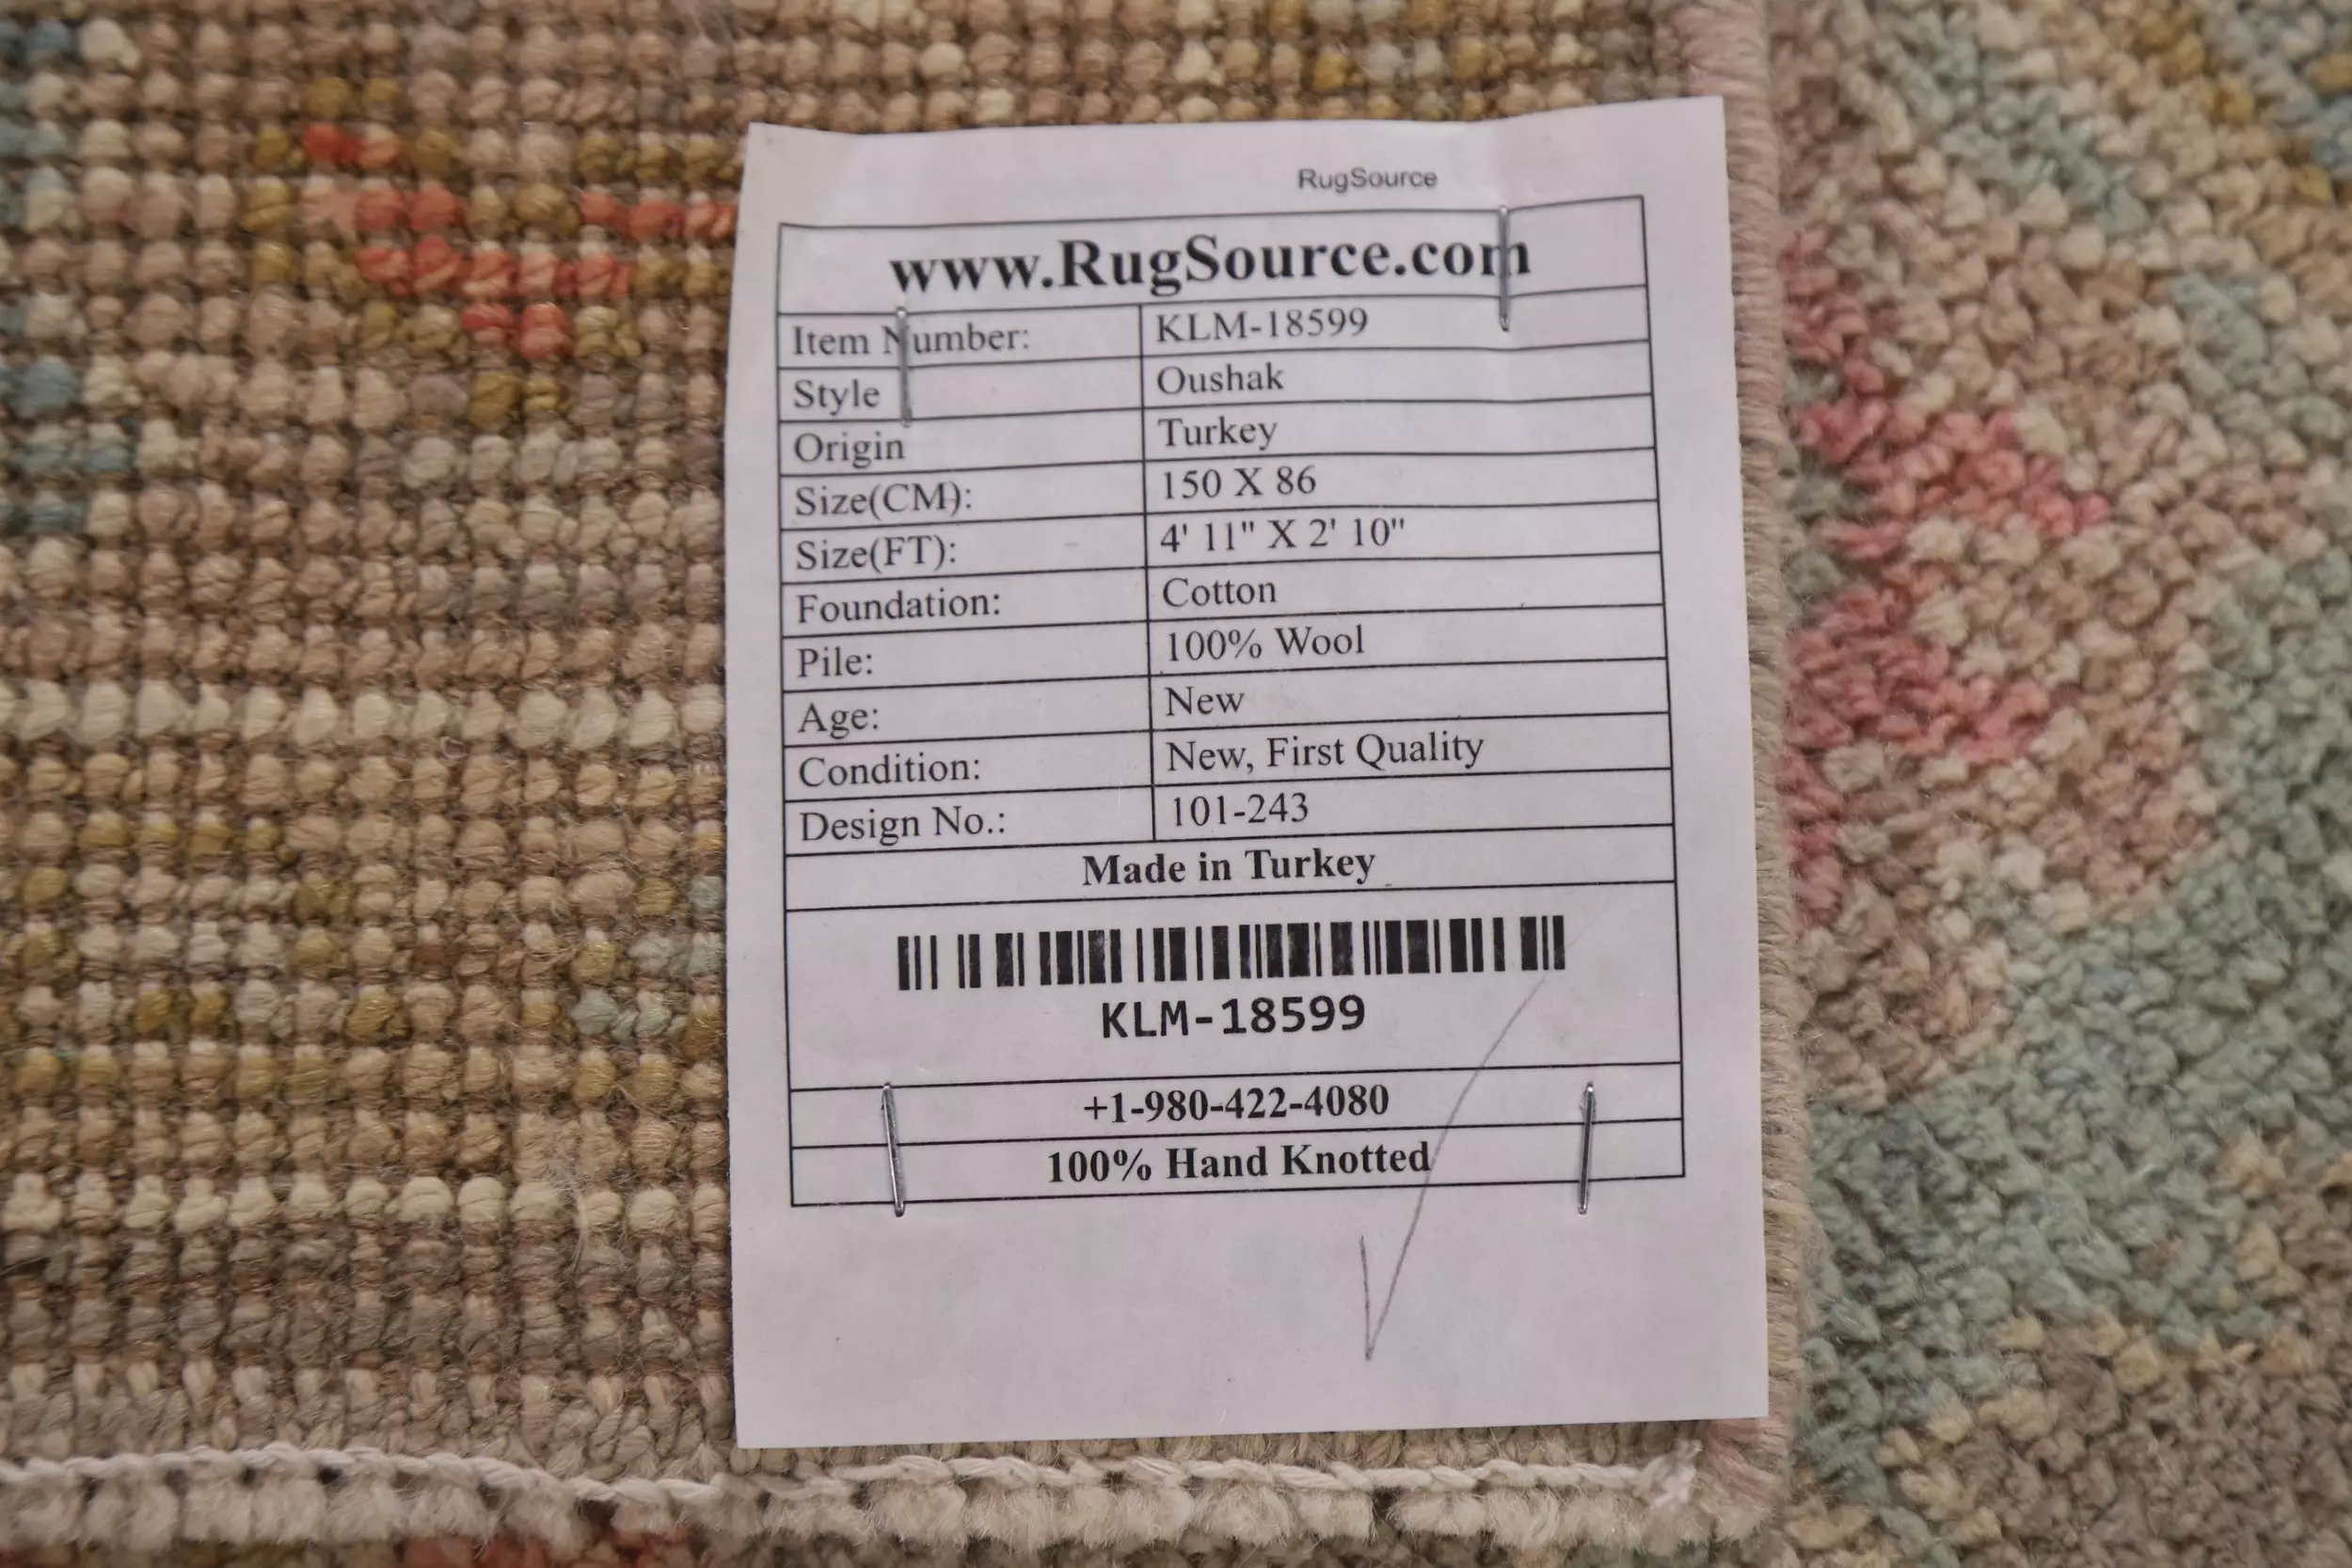 RugSource
www.RugSource.com
Item Number: KLM-18599
Style Oushak
Origin Turkey
Size(CM): 150 X 86
Size(FT): 4' 11" X 2' 10"
Foundation: Cotton
Pile: 100% Wool
Age: New
Condition: New, First Quality
Design No.: 101-243
Made in Turkey
KLM-18599
+1-980-422-4080
100% Hand Knotted